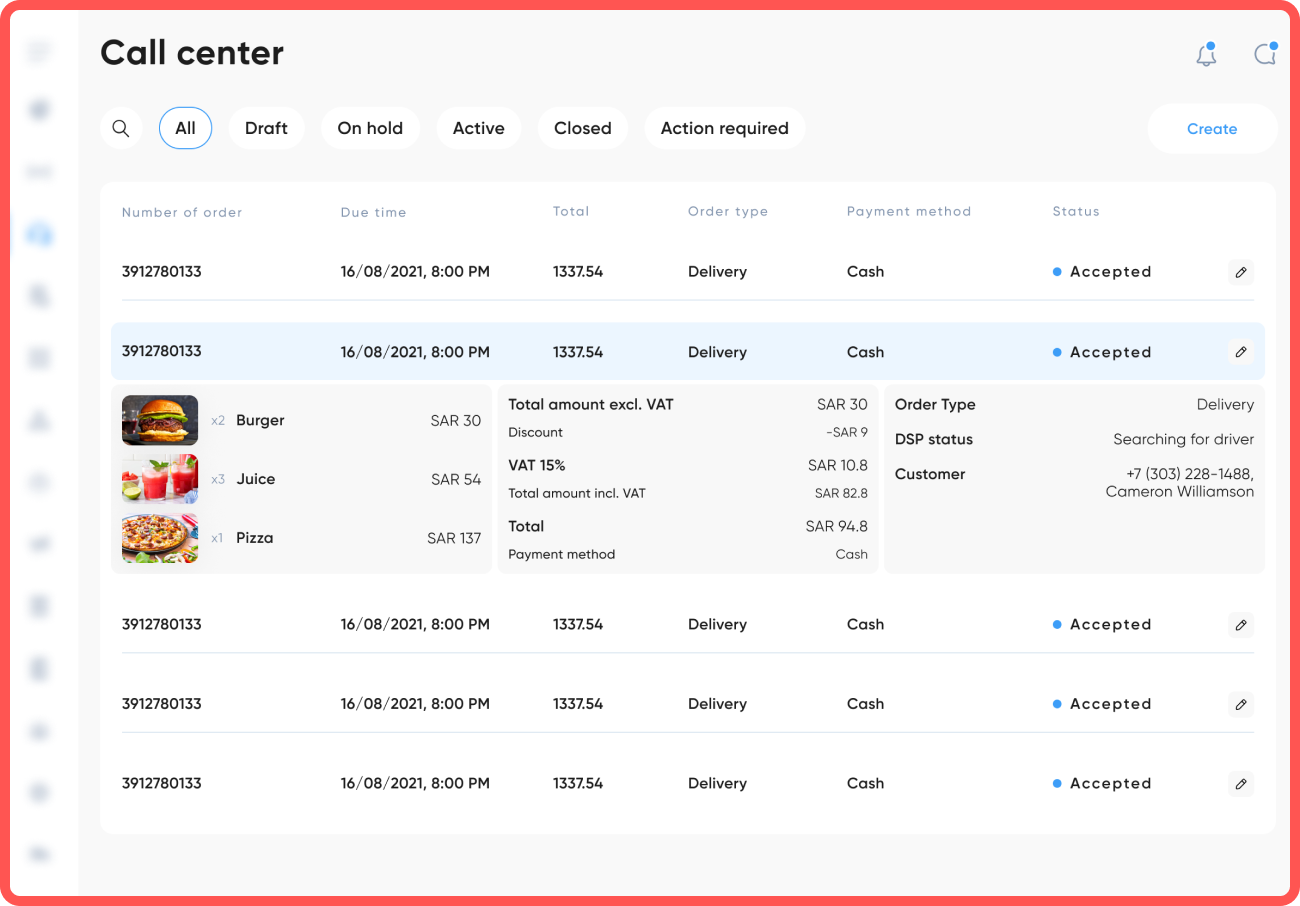 Call center
All
Draft
On hold
Active
Closed
Action required
Create
Number of order Due time Total Order type Payment method Status
3912780133 16/08/2021, 8:00 PM 1337.54 Delivery Cash Accepted
3912780133 16/08/2021, 8:00 PM 1337.54 Delivery Cash Accepted
x2 Burger SAR 30
x3 Juice SAR 54
x1 Pizza SAR 137
Total amount excl. VAT SAR 30
Discount -SAR 9
VAT 15% SAR 10.8
Total amount incl. VAT SAR 82.8
Total SAR 94.8
Payment method Cash
Order Type Delivery
DSP status Searching for driver
Customer +7 (303) 228-1488,
Cameron Williamson
3912780133 16/08/2021, 8:00 PM 1337.54 Delivery Cash Accepted
3912780133 16/08/2021, 8:00 PM 1337.54 Delivery Cash Accepted
3912780133 16/08/2021, 8:00 PM 1337.54 Delivery Cash Accepted